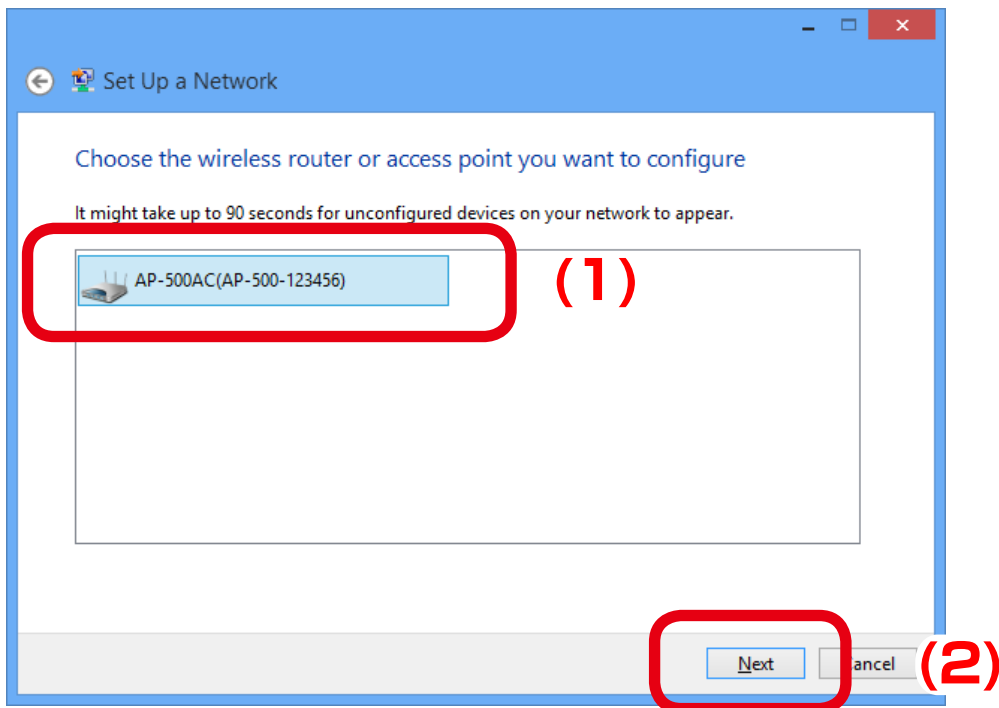 Set Up a Network
Choose the wireless router or access point you want to configure
It might take up to 90 seconds for unconfigured devices on your network to appear.
AP-500AC(AP-500-123456)
(1)
Next
Cancel
(2)